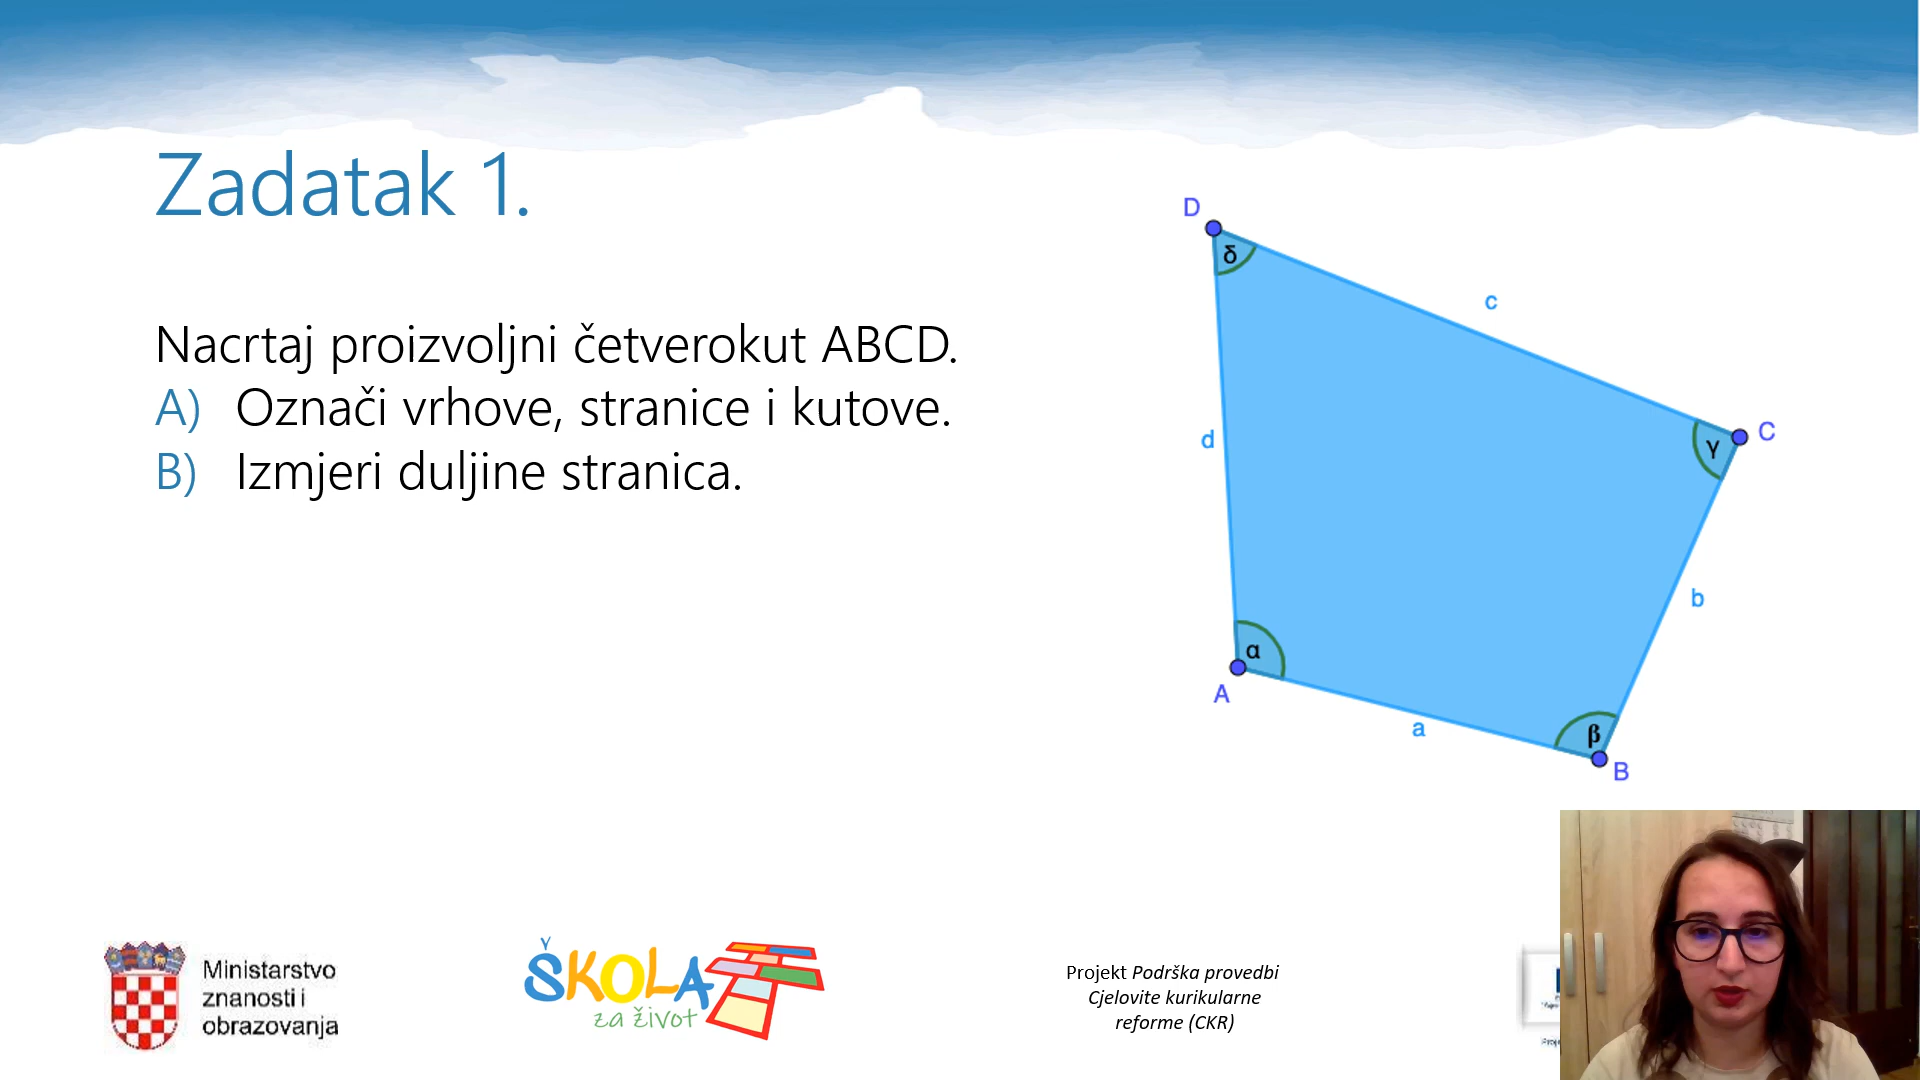 Zadatak 1.
Nacrtaj proizvoljni četverokut ABCD.
A) Označi vrhove, stranice i kutove.
B) Izmjeri duljine stranica.
D
δ
c
C
γ
d
b
α
A
a
β
B
Ministarstvo
znanosti i
obrazovanja
ŠKOLA
za život
Projekt Podrška provedbi
Cjelovite kurikularne
reforme (CKR)